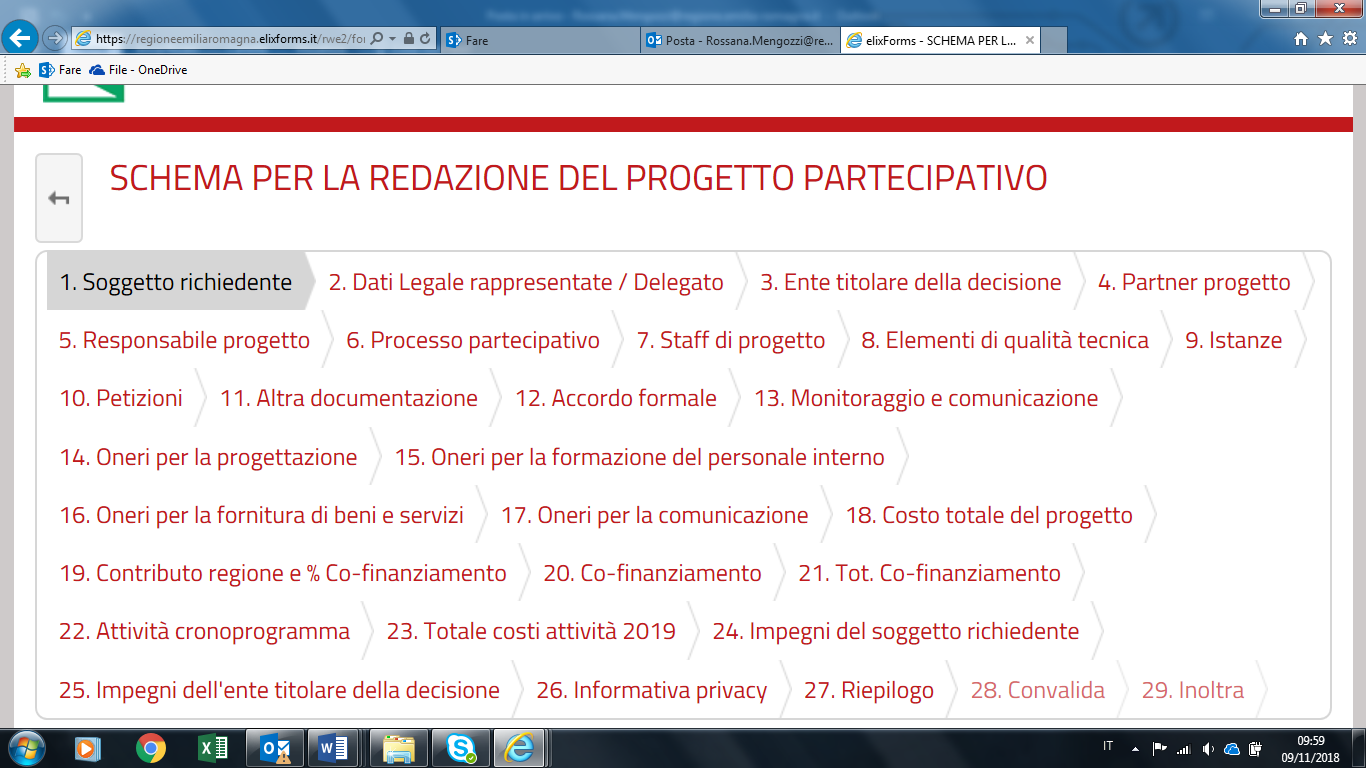 https://regioneemiliaromagna.elixforms.it/rwe2/for
Fare
Posta - Rossana.Mengozzi@re...
elixForms - SCHEMA PER L...
Fare
File - OneDrive
SCHEMA PER LA REDAZIONE DEL PROGETTO PARTECIPATIVO
1. Soggetto richiedente 2. Dati Legale rappresentate / Delegato 3. Ente titolare della decisione 4. Partner progetto
5. Responsabile progetto 6. Processo partecipativo 7. Staff di progetto 8. Elementi di qualità tecnica 9. Istanze
10. Petizioni 11. Altra documentazione 12. Accordo formale 13. Monitoraggio e comunicazione
14. Oneri per la progettazione 15. Oneri per la formazione del personale interno
16. Oneri per la fornitura di beni e servizi 17. Oneri per la comunicazione 18. Costo totale del progetto
19. Contributo regione e % Co-finanziamento 20. Co-finanziamento 21. Tot. Co-finanziamento
22. Attività cronoprogramma 23. Totale costi attività 2019 24. Impegni del soggetto richiedente
25. Impegni dell'ente titolare della decisione 26. Informativa privacy 27. Riepilogo 28. Convalida 29. Inoltra
IT
09:59
09/11/2018